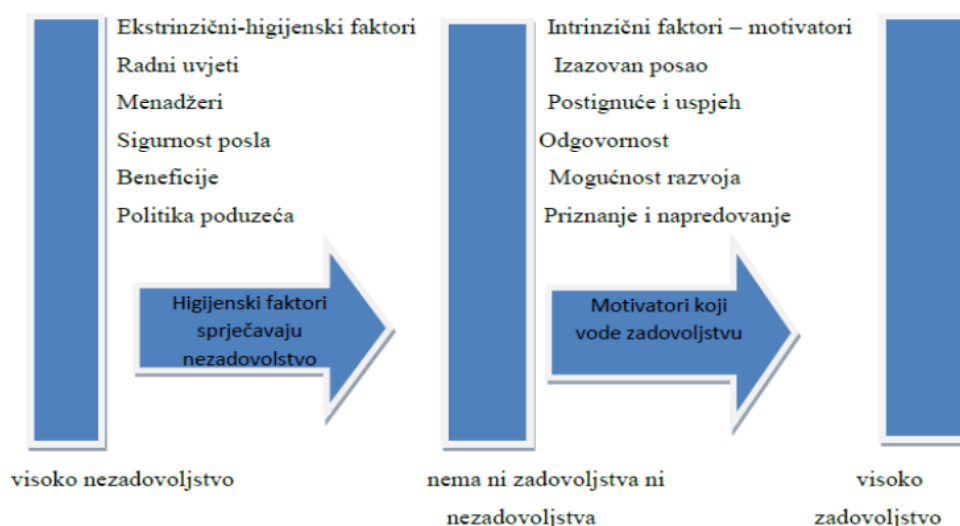 Ekstrinzični-higijenski faktori
Radni uvjeti
Menadžeri
Sigurnost posla
Beneficije
Politika poduzeća
Higijenski faktori
sprječavaju
nezadovolstvo
Intrinzični faktori – motivatori
Izazovan posao
Postignuće i uspjeh
Odgovornost
Mogućnost razvoja
Priznanje i napredovanje
Motivatori koji
vode zadovoljstvu
visoko nezadovoljstvo
nema ni zadovoljstva ni
nezadovoljstva
visoko
zadovoljstvo